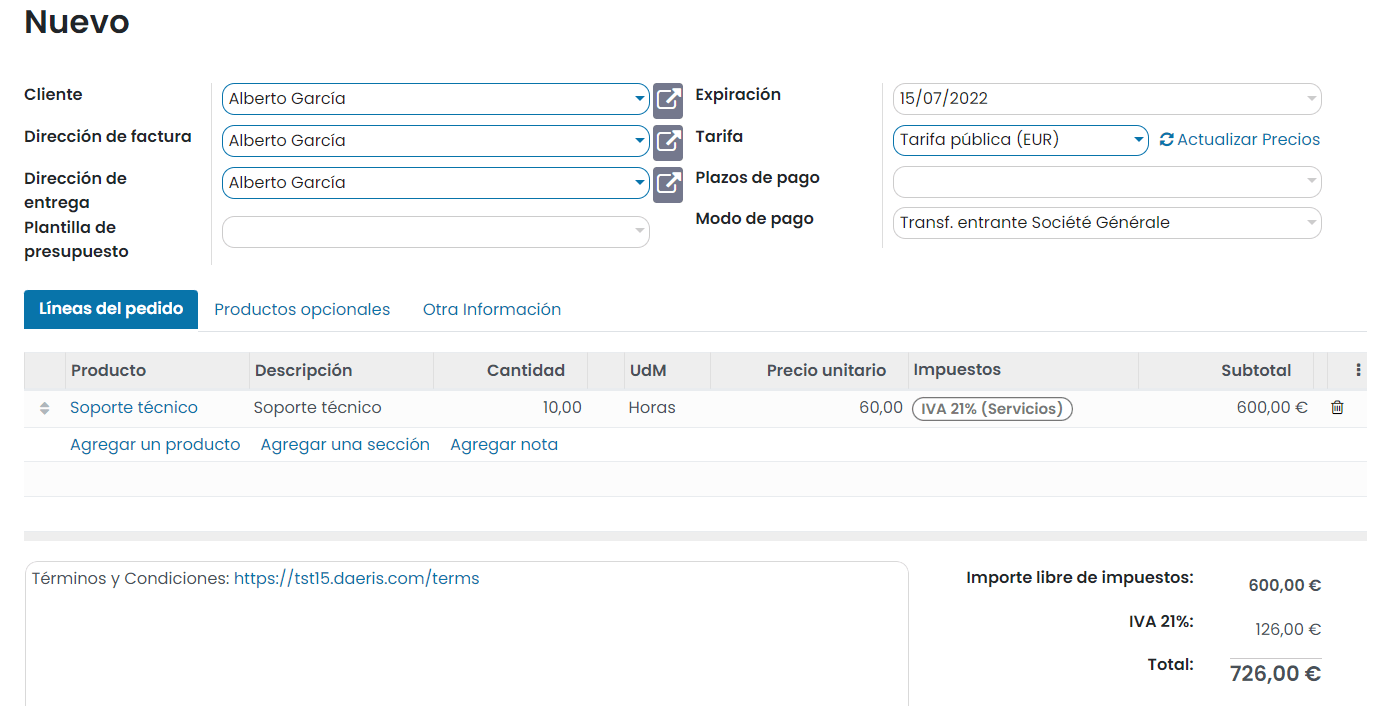 Nuevo
Cliente
Alberto García
Expiración
15/07/2022
Dirección de factura
Alberto García
Tarifa
Tarifa pública (EUR)
Actualizar Precios
Dirección de
entrega
Alberto García
Plazos de pago
Plantilla de
presupuesto
Modo de pago
Transf. entrante Société Générale
Líneas del pedido
Productos opcionales
Otra Información
Producto
Descripción
Cantidad
UdM
Precio unitario
Impuestos
Subtotal
Soporte técnico
Soporte técnico
10,00
Horas
60,00
IVA 21% (Servicios)
600,00 €
Agregar un producto
Agregar una sección
Agregar nota
Términos y Condiciones: https://tst15.daeris.com/terms
Importe libre de impuestos:
600,00 €
IVA 21%:
126,00 €
Total:
726,00 €